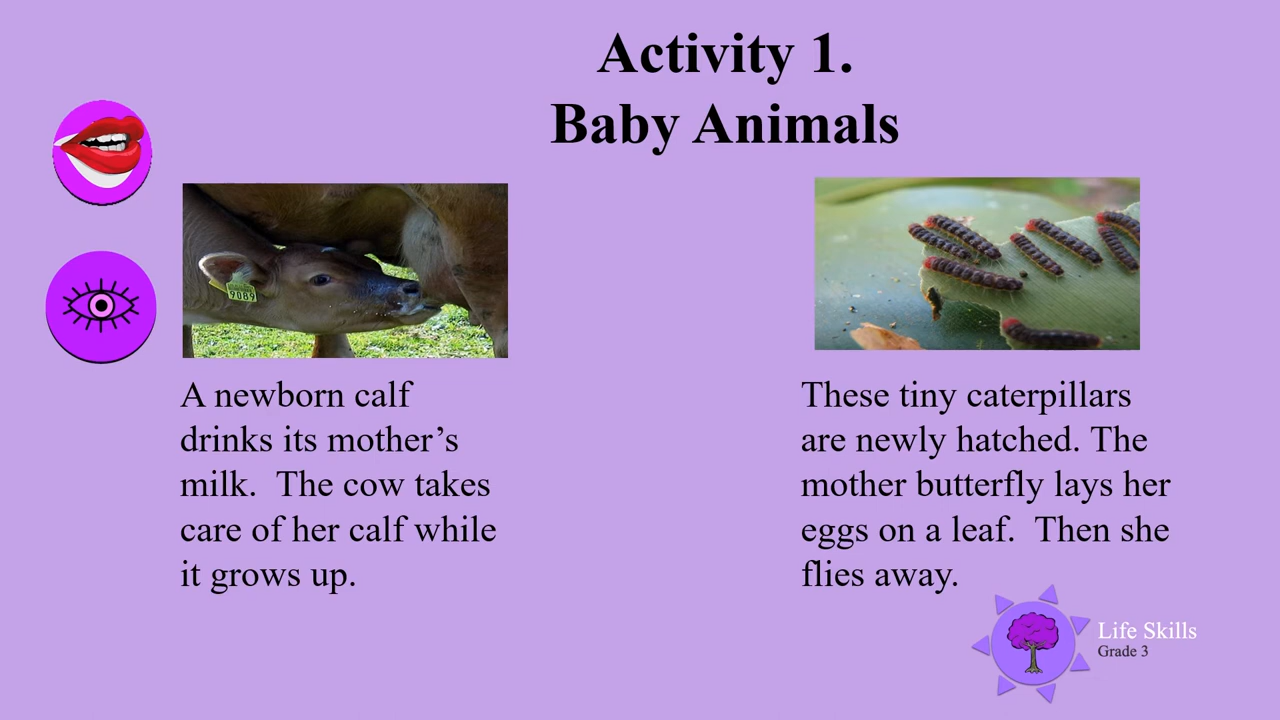 Activity 1.
Baby Animals
9089
A newborn calf
drinks its mother’s
milk.  The cow takes
care of her calf while
it grows up.
These tiny caterpillars
are newly hatched. The
mother butterfly lays her
eggs on a leaf.  Then she
flies away.
Life Skills
Grade 3